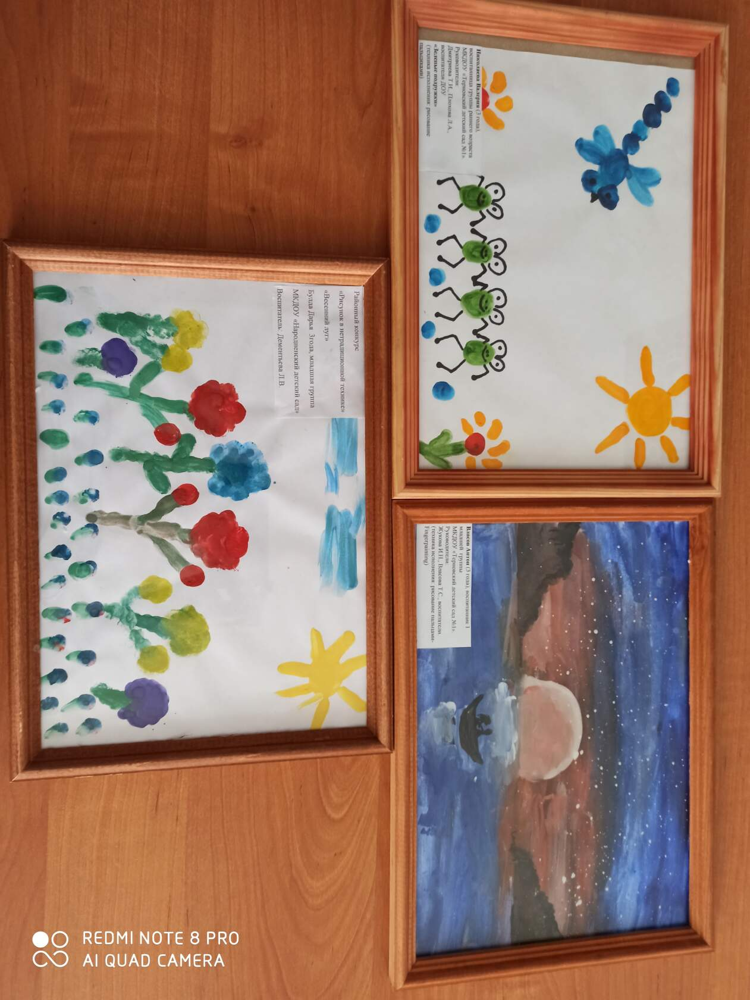 Николаева Валерия (3 года),
воспитанница группы раннего возраста
МКДОУ «Терновский детский сад №1».
Руководители:
Дмитриева Т.И., Плохова Л.А.,
воспитатели ДОУ
«Зеленые подружки»
(техника исполнения: рисование
пальчиками)
Власов Антон (3 года), воспитанник 1
младшей группы
МКДОУ «Терновский детский сад №1».
Руководители:
Жукова И.П., Власова Т.С., воспитатели.
(техника исполнения: рисование пальцами-
Fingerpainting)
Районный конкурс
«Рисунок в нетрадиционной технике»
«Весенний луг»
Булда Дарья 3года, младшая группа
МКДОУ «Народненский детский сад»
Воспитатель: Дементьева Л.В.
REDMI NOTE 8 PRO
AI QUAD CAMERA